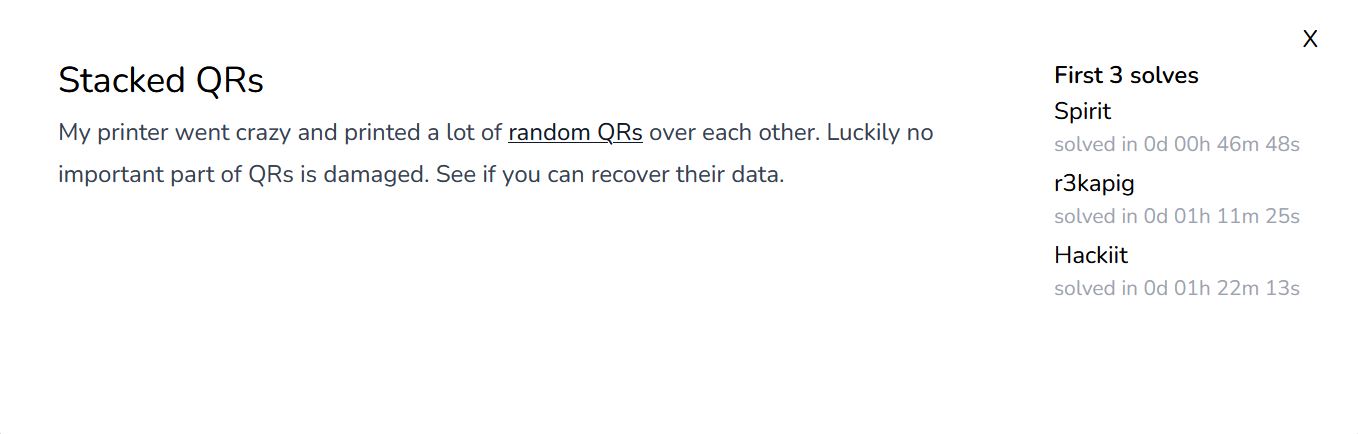 X
Stacked QRs
My printer went crazy and printed a lot of random QRs over each other. Luckily no
important part of QRs is damaged. See if you can recover their data.
First 3 solves
Spirit
solved in 0d 00h 46m 48s
r3kapig
solved in 0d 01h 11m 25s
Hackiit
solved in 0d 01h 22m 13s